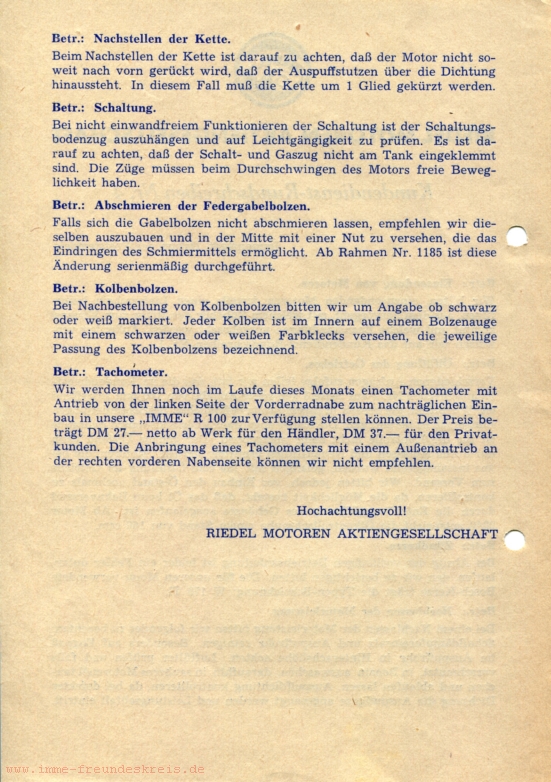 Betr.: Nachstellen der Kette.
Beim Nachstellen der Kette ist darauf zu achten, daß der Motor nicht so-
weit nach vorn gerückt wird, daß der Auspuffstutzen über die Dichtung
hinaussteht. In diesem Fall muß die Kette um 1 Glied gekürzt werden.
Betr.: Schaltung.
Bei nicht einwandfreiem Funktionieren der Schaltung ist der Schaltungs-
bodenzug auszuhängen und auf Leichtgängigkeit zu prüfen. Es ist da-
rauf zu achten, daß der Schalt- und Gaszug nicht am Tank eingeklemmt
sind. Die Züge müssen beim Durchschwingen des Motors freie Beweg-
lichkeit haben.
Betr.: Abschmieren der Federgabelbolzen.
Falls sich die Gabelbolzen nicht abschmieren lassen, empfehlen wir die-
selben auszubauen und in der Mitte mit einer Nut zu versehen, die das
Eindringen des Schmiermittels ermöglicht. Ab Rahmen Nr. 1185 ist diese
Änderung serienmäßig durchgeführt.
Betr.: Kolbenbolzen.
Bei Nachbestellung von Kolbenbolzen bitten wir um Angabe ob schwarz
oder weiß markiert. Jeder Kolben ist im Innern auf einem Bolzenauge
mit einem schwarzen oder weißen Farbklecks versehen, die jeweilige
Passung des Kolbenbolzens bezeichnend.
Betr.: Tachometer.
Wir werden Ihnen noch im Laufe dieses Monats einen Tachometer mit
Antrieb von der linken Seite der Vorderradnabe zum nachträglichen Ein-
bau in unsere „IMME" R 100 zur Verfügung stellen können. Der Preis be-
trägt DM 27.— netto ab Werk für den Händler, DM 37.— für den Privat-
kunden. Die Anbringung eines Tachometers mit einem Außenantrieb an
der rechten vorderen Nabenseite können wir nicht empfehlen.
Hochachtungsvoll!
RIEDEL MOTOREN AKTIENGESELLSCHAFT
www.imme-freundeskreis.de